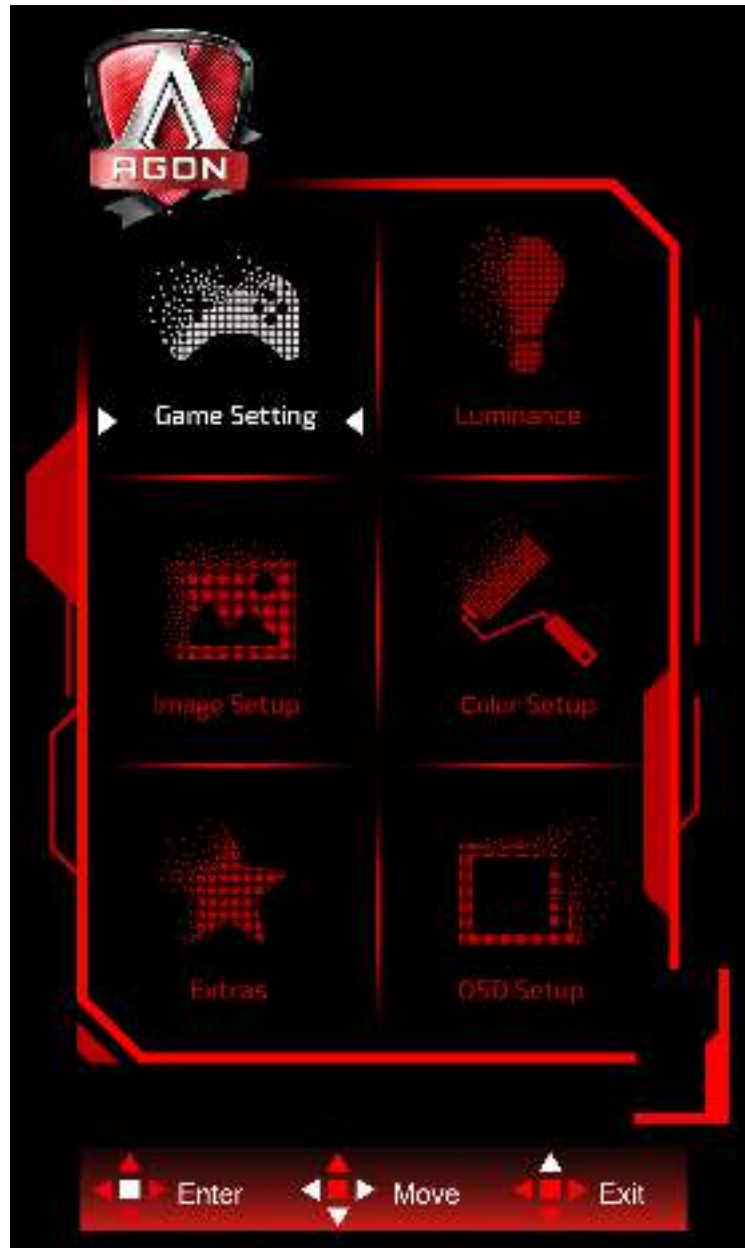 AGON
Game Setting
Luminance
Image Setup
Color Setup
Extras
OSD Setup
Enter
Move
Exit